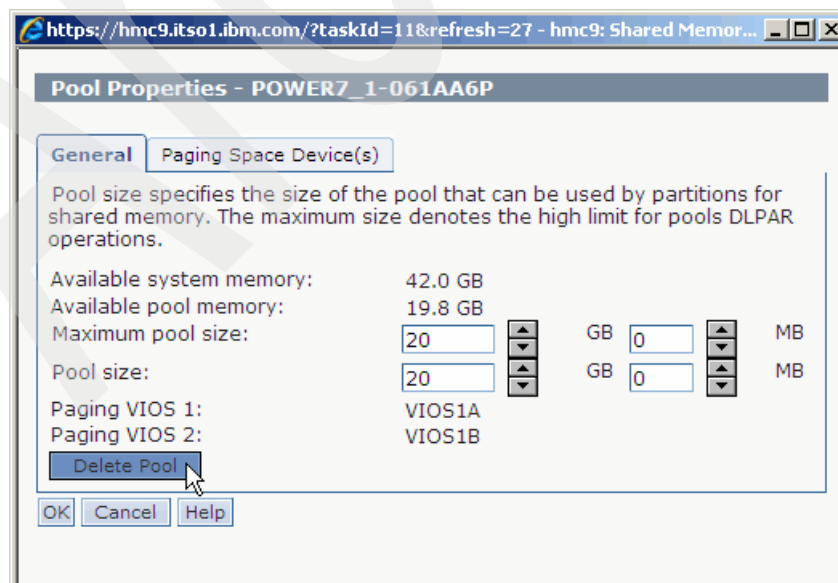 https://hmc9.itso1.ibm.com/?taskId=11&refresh=27 - hmc9: Shared Memor...
Pool Properties - POWER7_1-061AA6P
General Paging Space Device(s)
Pool size specifies the size of the pool that can be used by partitions for
shared memory. The maximum size denotes the high limit for pools DLPAR
operations.
Available system memory: 42.0 GB
Available pool memory: 19.8 GB
Maximum pool size: 20 GB 0 MB
Pool size: 20 GB 0 MB
Paging VIOS 1: VIOS1A
Paging VIOS 2: VIOS1B
Delete Pool
OK Cancel Help